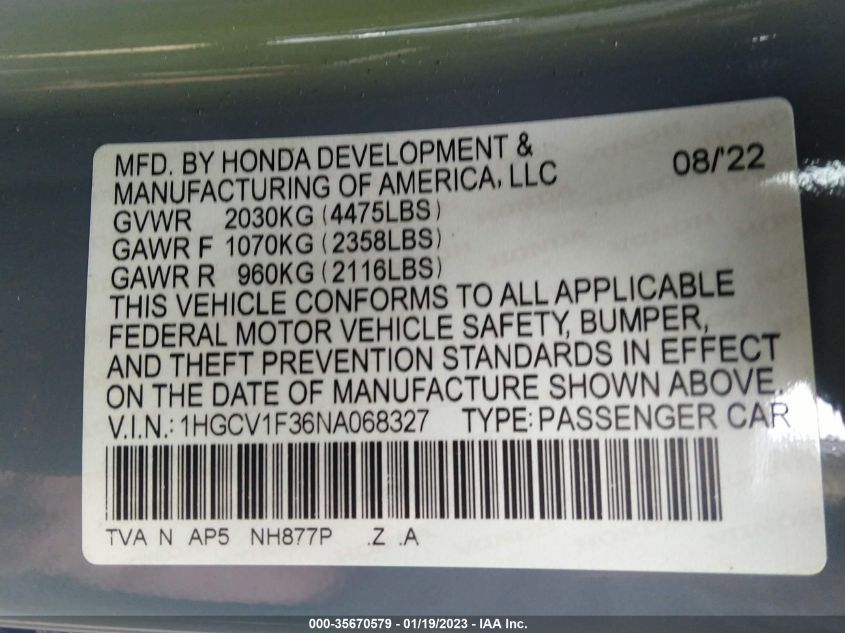 MFD. BY HONDA DEVELOPMENT &
MANUFACTURING OF AMERICA, LLC
08/'22
GVWR 2030KG (4475LBS)
GAWR F 1070KG (2358LBS)
GAWR R 960KG (2116LBS)
THIS VEHICLE CONFORMS TO ALL APPLICABLE
FEDERAL MOTOR VEHICLE SAFETY, BUMPER,
AND THEFT PREVENTION STANDARDS IN EFFECT
ON THE DATE OF MANUFACTURE SHOWN ABOVE.
V.I.N.: 1HGCV1F36NA068327 TYPE: PASSENGER CAR
TVA N AP5 NH877P .Z .A
000-35670579 - 01/19/2023 - IAA Inc.